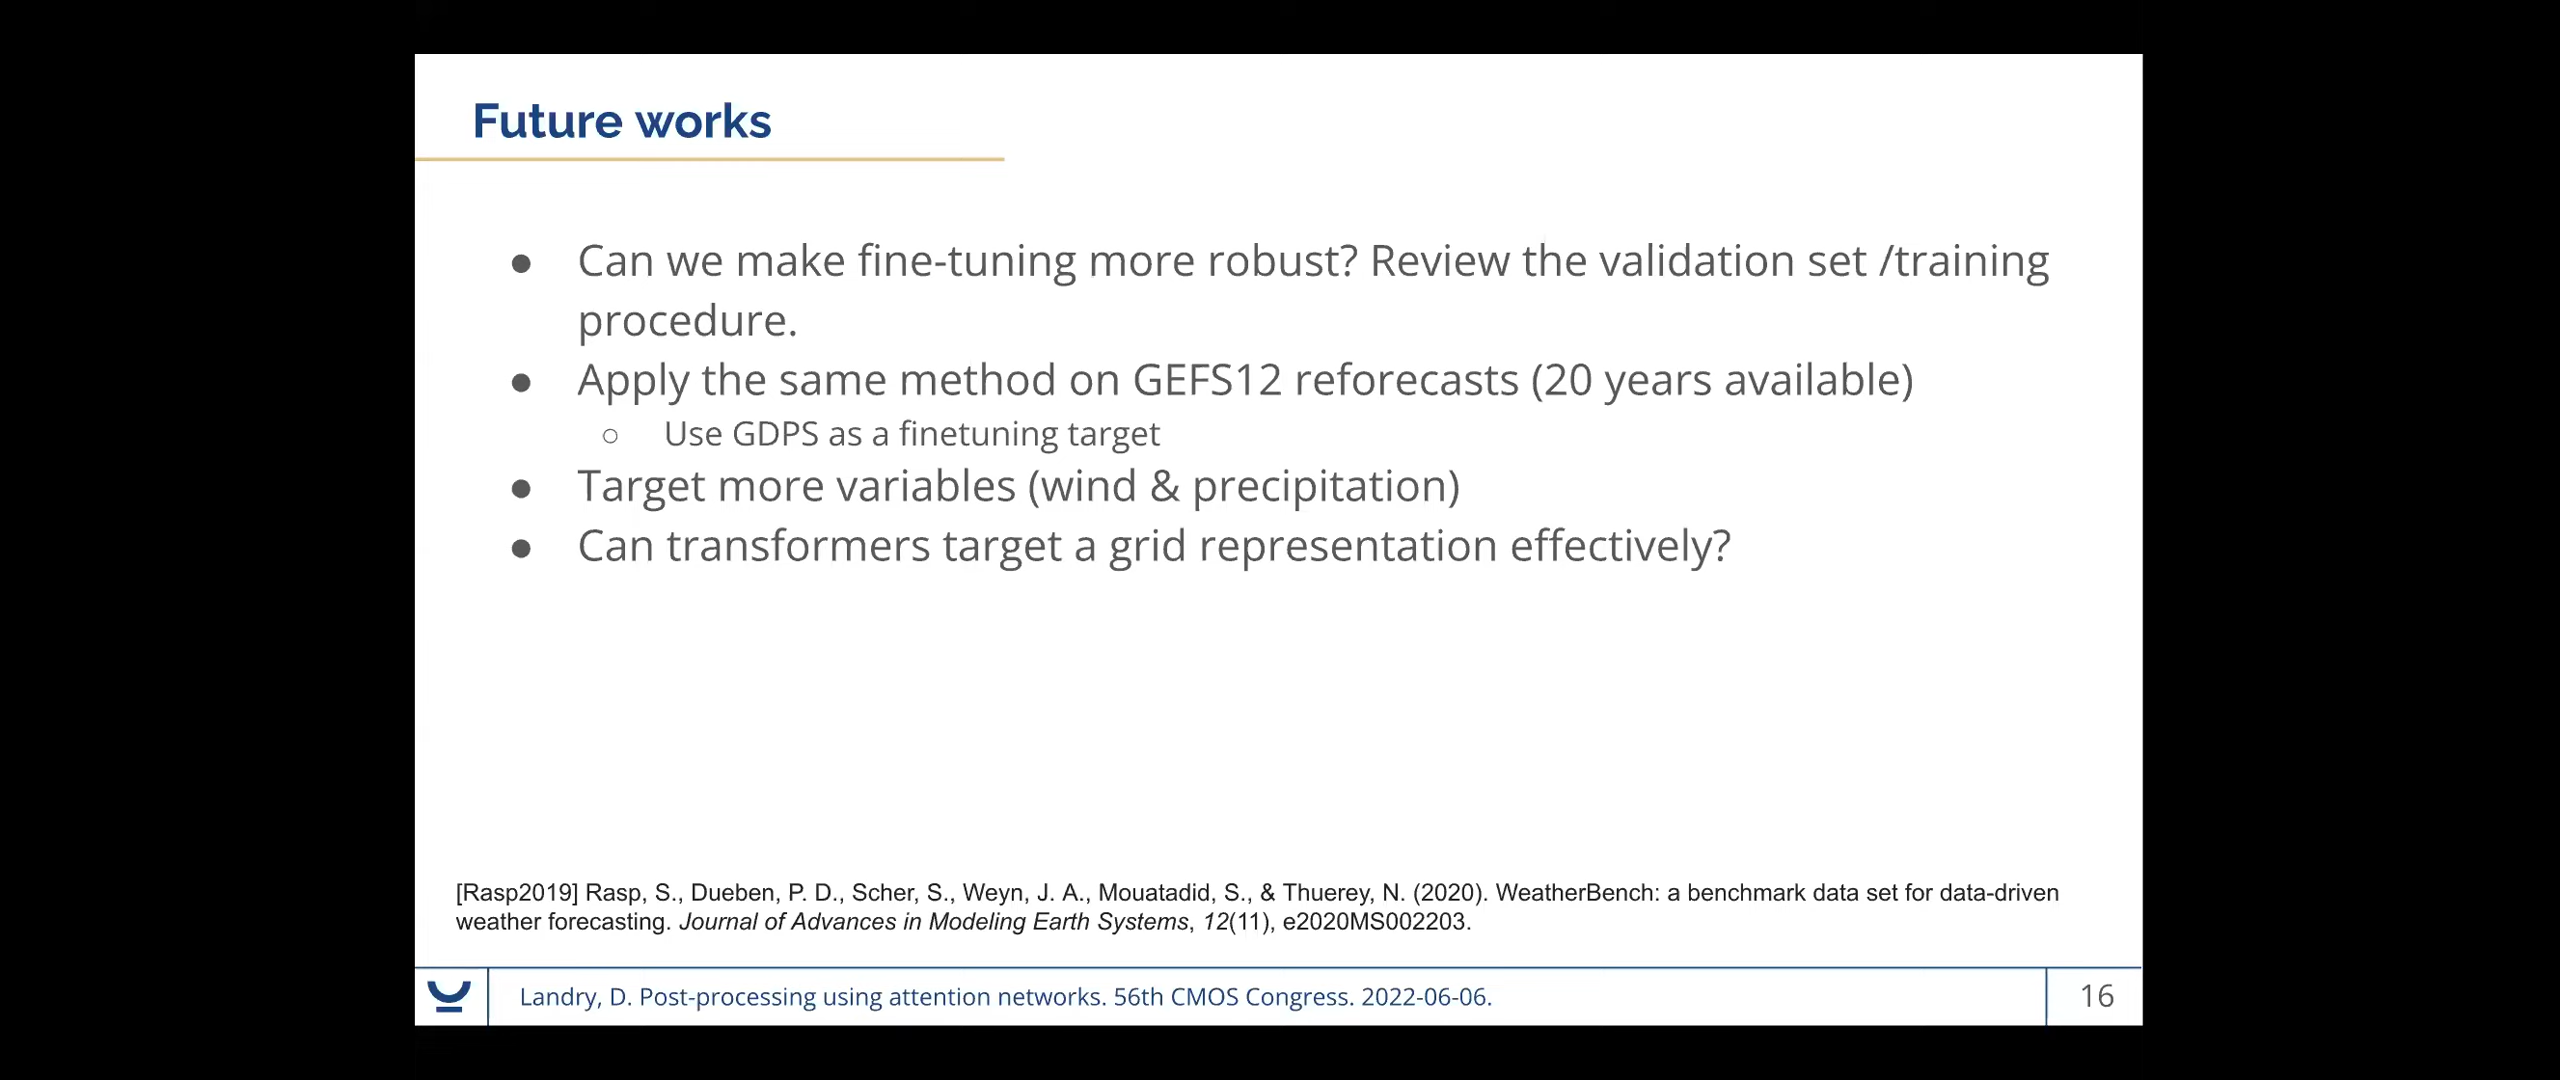 Future works
● Can we make fine-tuning more robust? Review the validation set /training
procedure.
● Apply the same method on GEFS12 reforecasts (20 years available)
○ Use GDPS as a finetuning target
● Target more variables (wind & precipitation)
● Can transformers target a grid representation effectively?
[Rasp2019] Rasp, S., Dueben, P. D., Scher, S., Weyn, J. A., Mouatadid, S., & Thuerey, N. (2020). WeatherBench: a benchmark data set for data-driven
weather forecasting. Journal of Advances in Modeling Earth Systems, 12(11), e2020MS002203.
Landry, D. Post-processing using attention networks. 56th CMOS Congress. 2022-06-06.
16